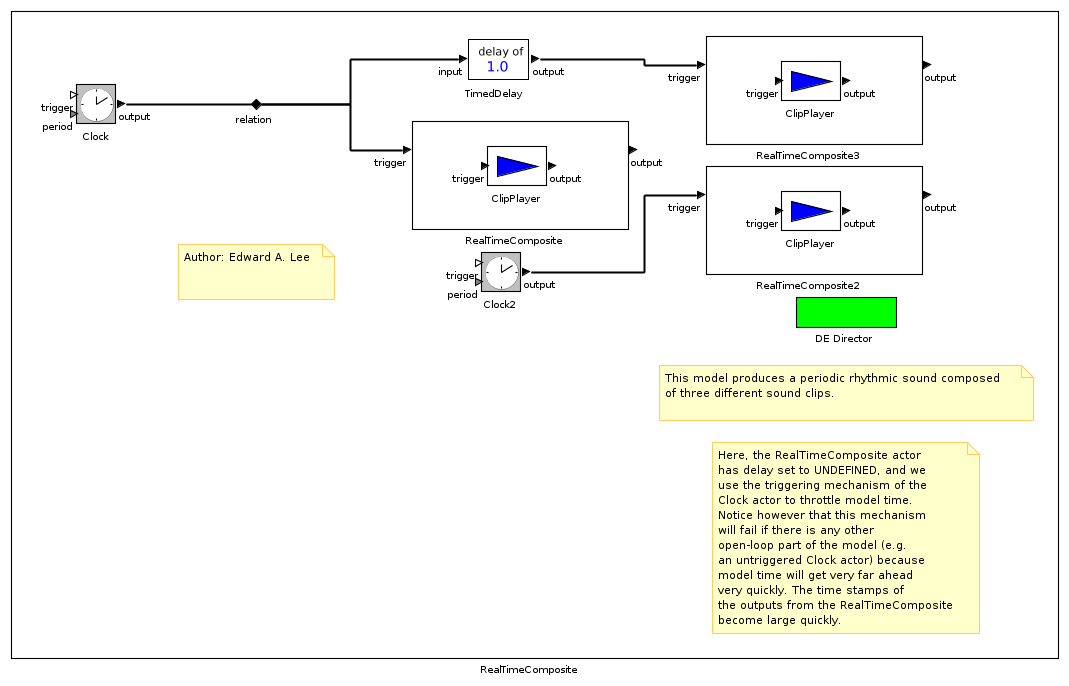 delay of
1.0
input
output
TimedDelay
trigger
trigger
output
ClipPlayer
output
RealTimeComposite3
trigger
period
output
Clock
relation
trigger
trigger
output
ClipPlayer
output
RealTimeComposite
trigger
trigger
output
ClipPlayer
output
RealTimeComposite2
Author: Edward A. Lee
trigger
period
output
Clock2
DE Director
This model produces a periodic rhythmic sound composed
of three different sound clips.
Here, the RealTimeComposite actor
has delay set to UNDEFINED, and we
use the triggering mechanism of the
Clock actor to throttle model time.
Notice however that this mechanism
will fail if there is any other
open-loop part of the model (e.g.
an untriggered Clock actor) because
model time will get very far ahead
very quickly. The time stamps of
the outputs from the RealTimeComposite
become large quickly.
RealTimeComposite